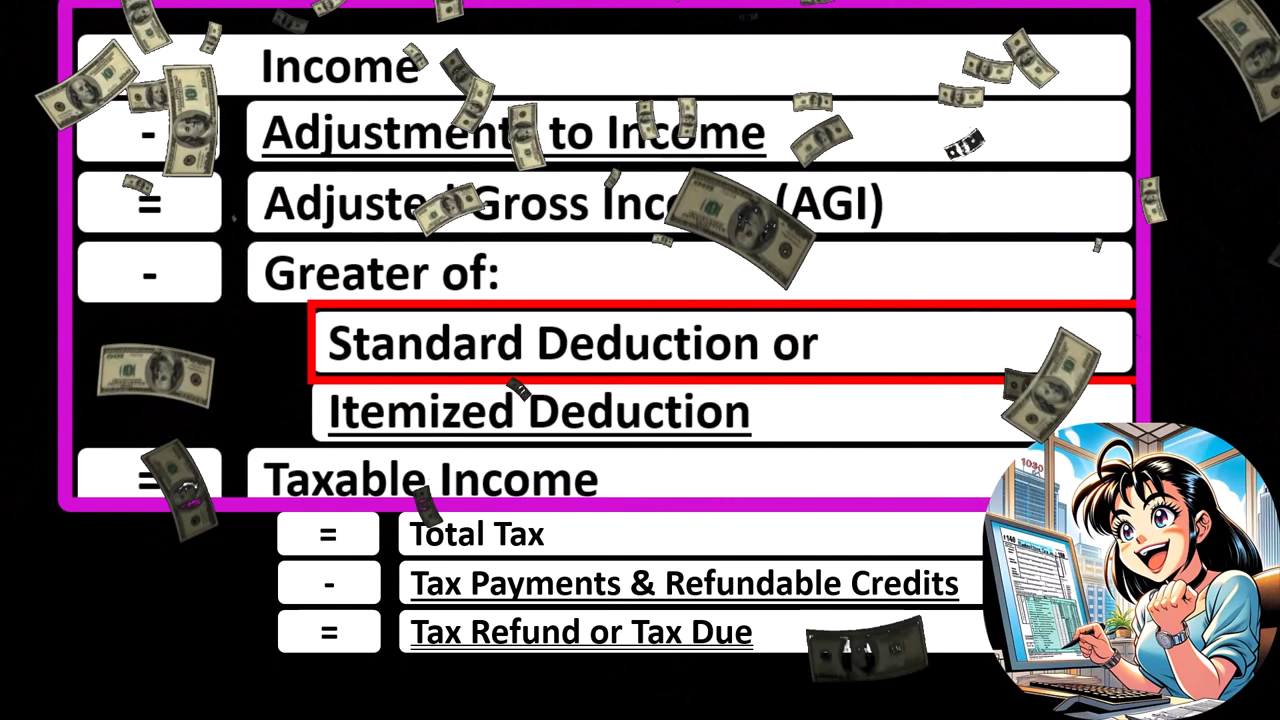 Income
- Adjustments to Income
= Adjusted Gross Income (AGI)
- Greater of:
Standard Deduction or
Itemized Deduction
= Taxable Income
= Total Tax
- Tax Payments & Refundable Credits
= Tax Refund or Tax Due
1030